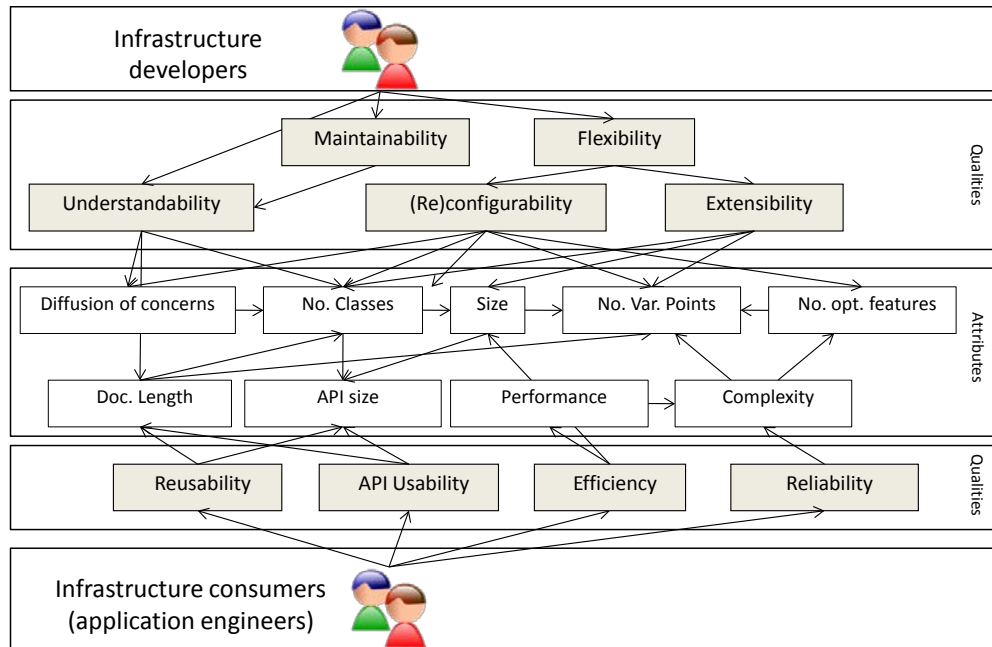 Infrastructure
developers
Maintainability
Flexibility
Understandability
(Re)configurability
Extensibility
Qualities
Diffusion of concerns
No. Classes
Size
No. Var. Points
No. opt. features
Doc. Length
API size
Performance
Complexity
Attributes
Reusability
API Usability
Efficiency
Reliability
Qualities
Infrastructure consumers
(application engineers)